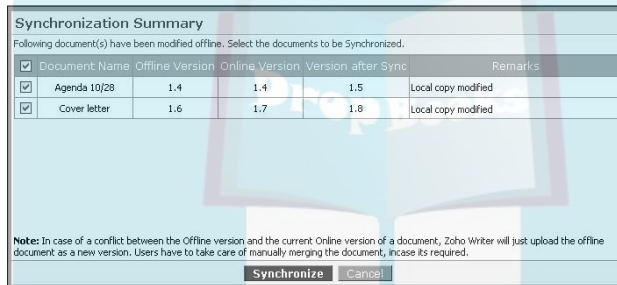 Synchronization Summary
Following document(s) have been modified offline. Select the documents to be Synchronized.
Document Name Offline Version Online Version Version after Sync Remarks
Agenda 10/28 1.4 1.4 1.5 Local copy modified
Cover letter 1.6 1.7 1.8 Local copy modified
DropBooks
Note: In case of a conflict between the Offline version and the current Online version of a document, Zoho Writer will just upload the offline
document as a new version. Users have to take care of manually merging the document, incase its required.
Synchronize Cancel